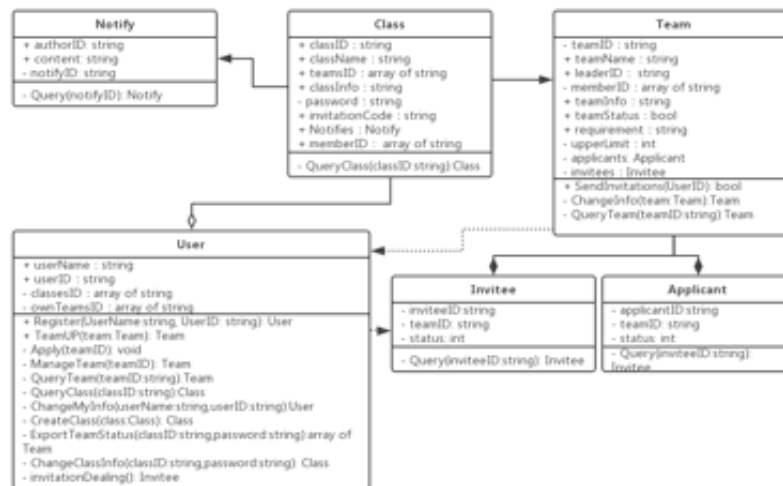 Notify
+ authorID: string
+ content: string
- notifyID: string
- Query(notifyID): Notify
Class
+ classID : string
+ className : string
+ teamsID : array of string
+ classInfo : string
- password : string
+ invitationCode : string
+ Notifies : Notify
+ memberID : array of string
- QueryClass(classID:string):Class
Team
- teamID : string
+ teamName : string
+ leaderID : string
- memberID : array of string
+ teamInfo : string
+ teamStatus : bool
+ requirement : string
- upperLimit : int
- applicants: Applicant
- invitees : Invitee
+ SendInvitations(UserID): bool
- ChangeInfo(team:Team):Team
- QueryTeam(teamID:string):Team
User
+ userName : string
+ userID : string
- classesID : array of string
- ownTeamsID : array of string
+ Register(UserName:string, UserID: string): User
+ TeamUP(team:Team): Team
- Apply(teamID): void
- ManageTeam(teamID): Team
- QueryTeam(teamID:string):Team
- QueryClass(classID:string):Class
- ChangeMyInfo(userName:string,userID:string):User
- CreateClass(class:Class): Class
- ExportTeamStatus(classID:string,password:string):array of
Team
- ChangeClassInfo(classID:string,password:string): Class
- invitationDealing(): Invitee
Invitee
- inviteeID:string
- teamID: string
- status: int
- Query(inviteeID:string): Invitee
Applicant
- applicantID:string
- teamID: string
- status: int
- Query(inviteeID:string):
Invitee